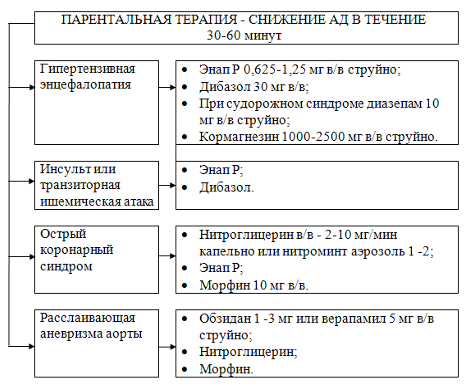 ПАРЕНТАЛЬНАЯ ТЕРАПИЯ - СНИЖЕНИЕ АД В ТЕЧЕНИЕ
30-60 минут
Гипертензивная
энцефалопатия
• Энап Р 0,625-1,25 мг в/в струйно;
• Дибазол 30 мг в/в;
• При судорожном синдроме диазепам 10
мг в/в струйно;
• Кормагнезин 1000-2500 мг в/в струйно.
Инсульт или
транзиторная
ишемическая атака
• Энап Р;
• Дибазол.
Острый
коронарный
синдром
• Нитроглицерин в/в - 2-10 мг/мин
капельно или нитроминт аэрозоль 1 -2;
• Энап Р;
• Морфин 10 мг в/в.
Расслаивающая
аневризма аорты
• Обзидан 1 -3 мг или верапамил 5 мг в/в
струйно;
• Нитроглицерин;
• Морфин.